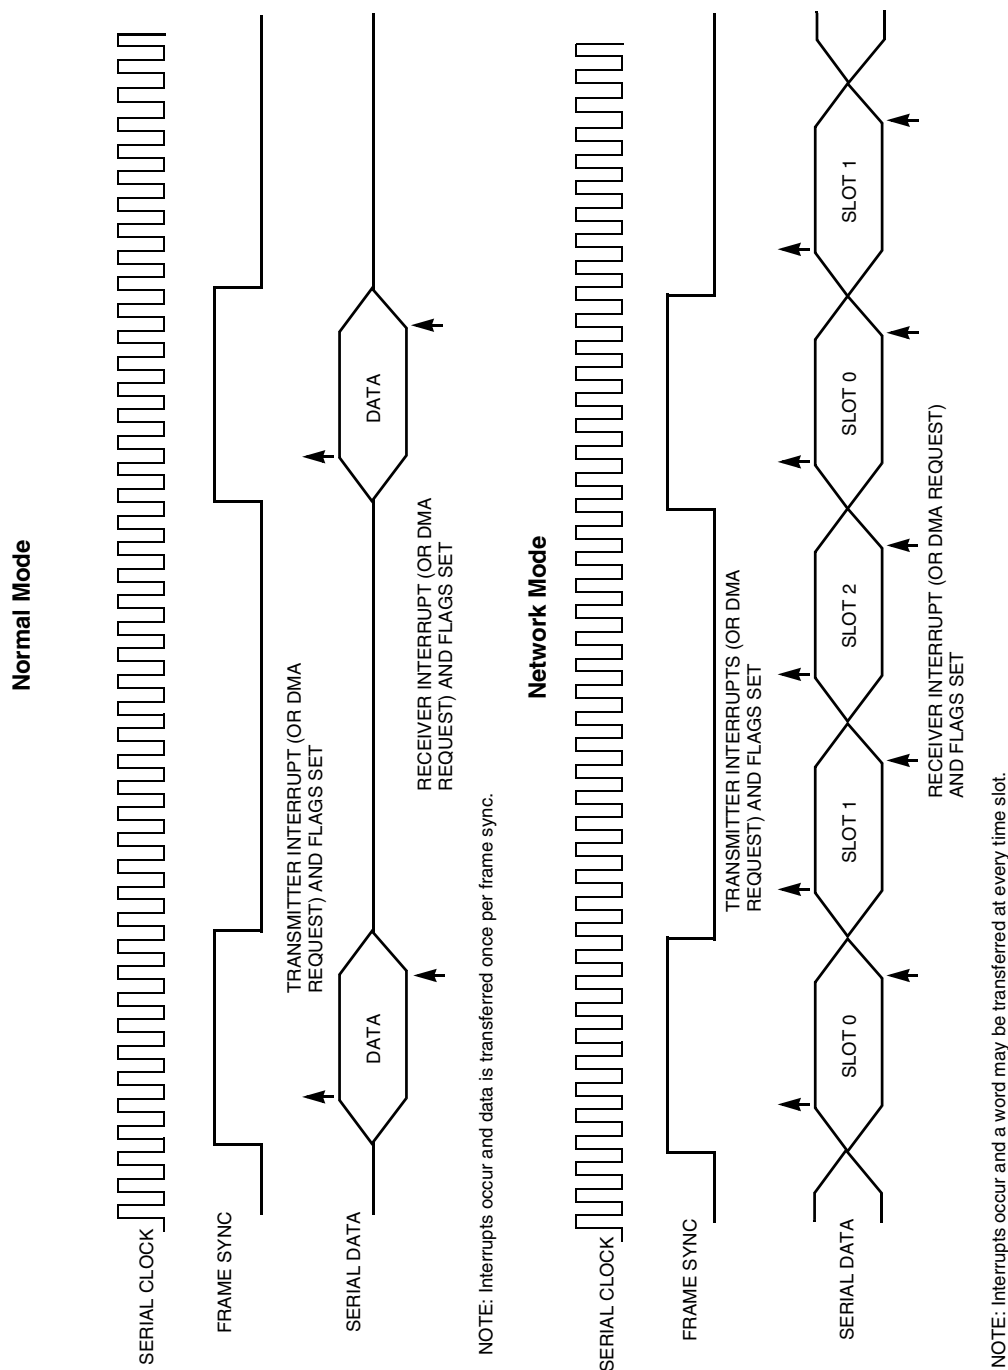 Normal Mode
SERIAL CLOCK
FRAME SYNC
TRANSMITTER INTERRUPT (OR DMA
REQUEST) AND FLAGS SET
SERIAL DATA
DATA
DATA
RECEIVER INTERRUPT (OR DMA
REQUEST) AND FLAGS SET
NOTE: Interrupts occur and data is transferred once per frame sync.
Network Mode
SERIAL CLOCK
FRAME SYNC
TRANSMITTER INTERRUPTS (OR DMA
REQUEST) AND FLAGS SET
SERIAL DATA
SLOT 0
SLOT 1
SLOT 2
SLOT 0
SLOT 1
RECEIVER INTERRUPT (OR DMA REQUEST)
AND FLAGS SET
NOTE: Interrupts occur and a word may be transferred at every time slot.